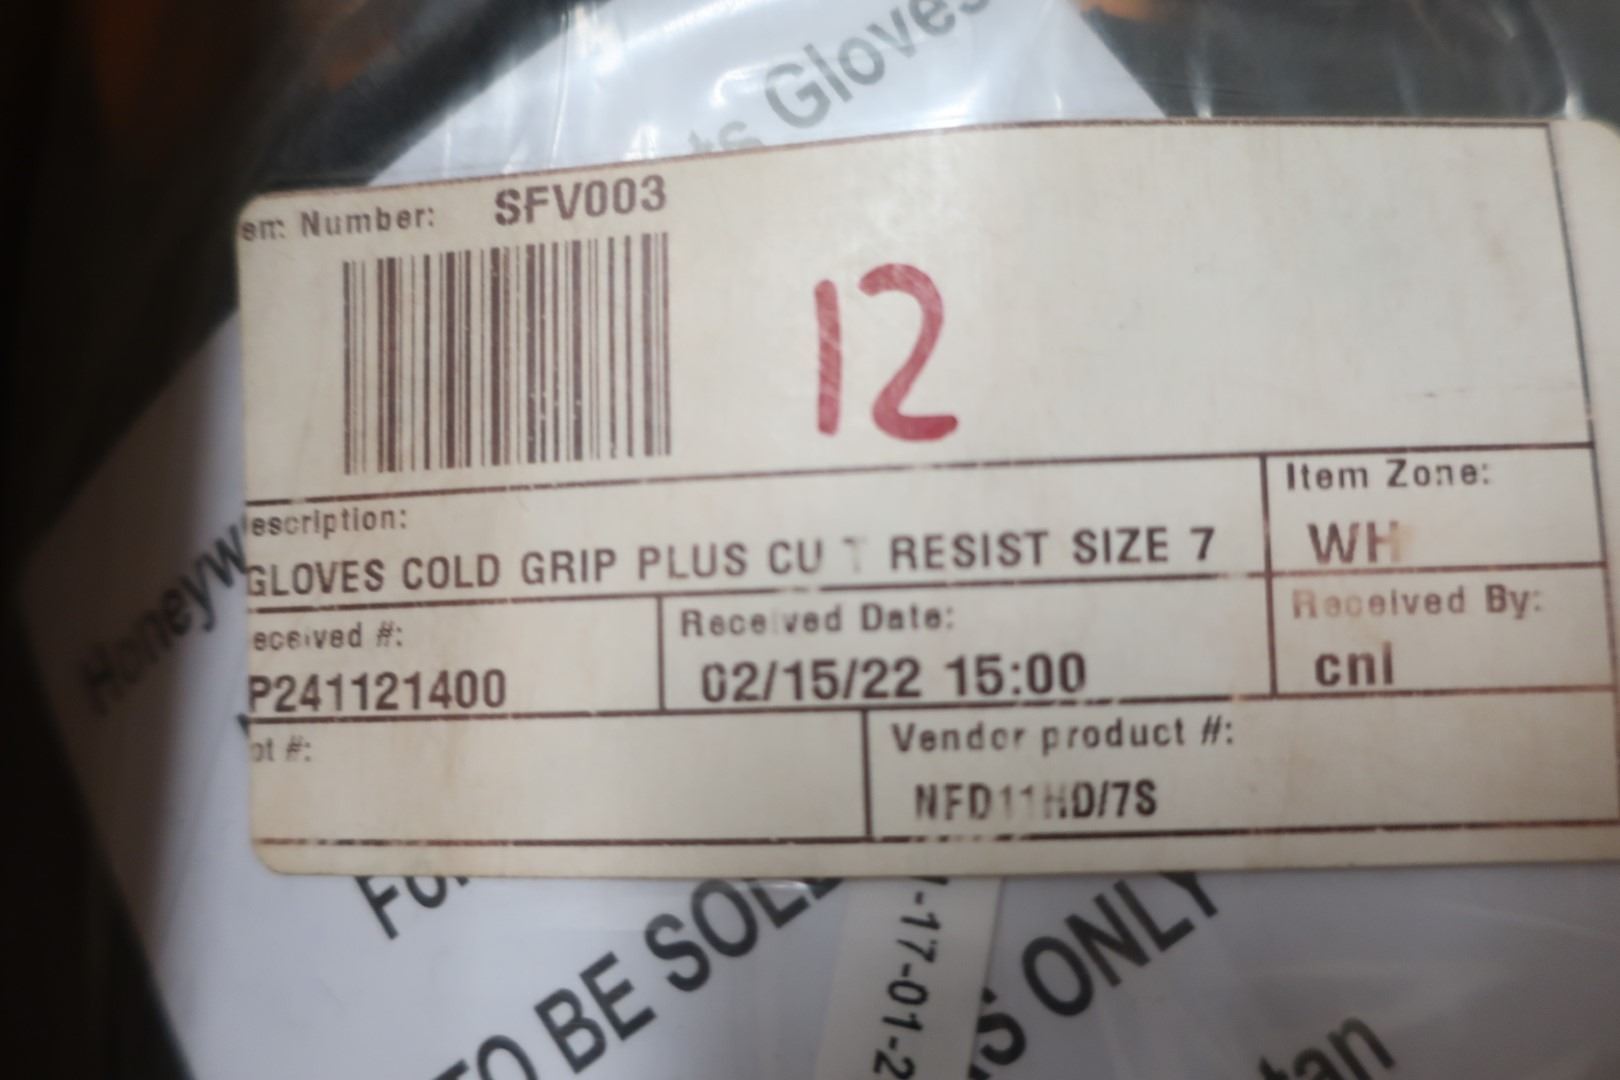 Gloves
SFV003
Number:
12
escription:
GLOVES COLD GRIP PLUS CU T RESIST SIZE 7
Item Zone:
WH
eceived #:
P241121400
Received Date:
02/15/22 15:00
Received By:
cnl
ot #:
Vendor product #:
NFD11HD/7S
Honeyw
TO BE SOLD
-17-01-2
S ONLY
tan